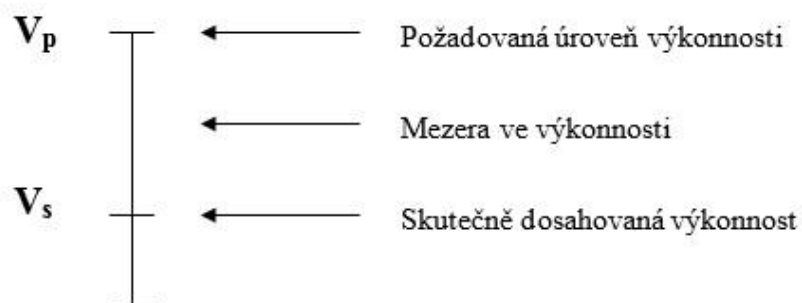 Vp Požadovaná úroveň výkonnosti
Mezera ve výkonnosti
Vs Skutečně dosahovaná výkonnost